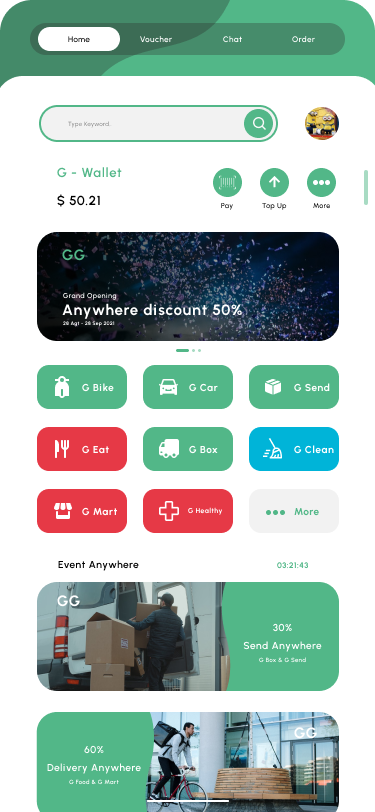 Home
Voucher
Chat
Order
Type Keyword.
G - Wallet
$ 50.21
Pay
Top Up
More
GG
Grand Opening
Anywhere discount 50%
28 Agt - 28 Sep 2021
G Bike
G Car
G Send
G Eat
G Box
G Clean
G Mart
G Healthy
More
Event Anywhere
03:21:43
GG
30%
Send Anywhere
G Box & G Send
GG
60%
Delivery Anywhere
G Food & G Mart